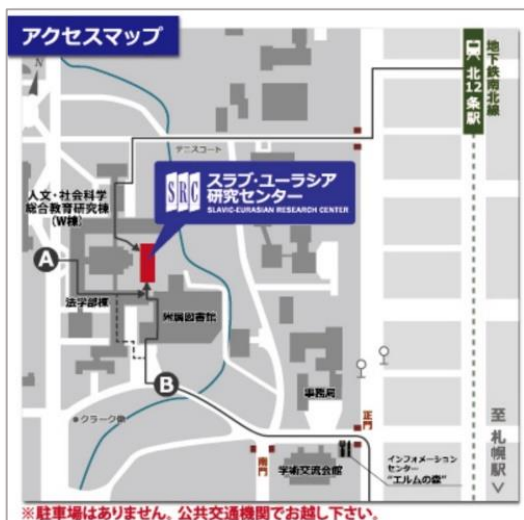 アクセスマップ
N
地下鉄南北線
北12条駅
テニスコート
人文・社会科学
総合教育研究棟
(W棟)
SRC
スラブ・ユーラシア
研究センター
SLAVIC-EURASIAN RESEARCH CENTER
A
法学部棟
附属図書館
B
クラーク像
事務局
正門
南門
学術交流会館
インフォメーション
センター
"エルムの森"
至札幌駅
※駐車場はありません。公共交通機関でお越し下さい。